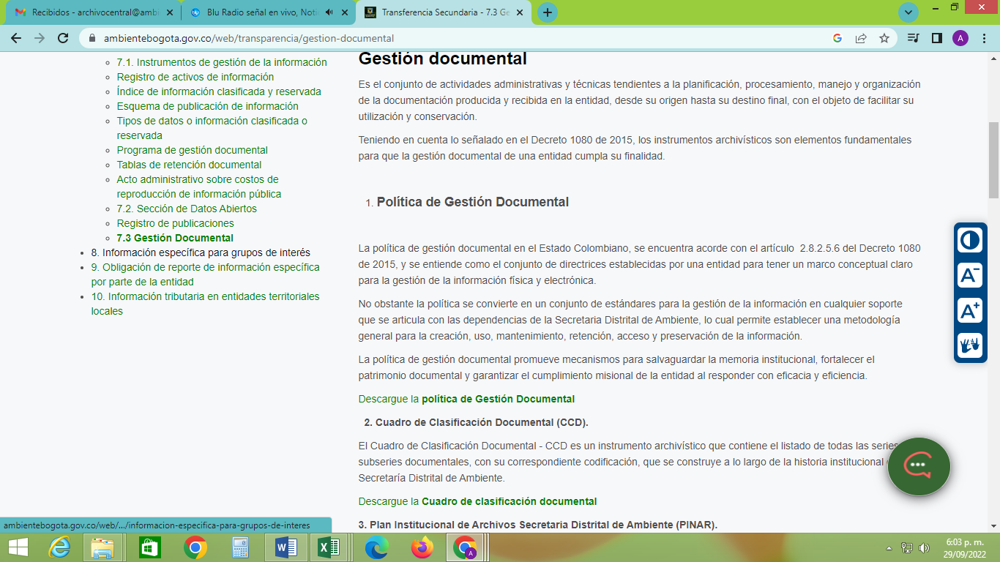 Recibidos - archivocentral@ambi
Blu Radio señal en vivo, Noti
Transferencia Secundaria - 7.3 Ge
ambientebogota.gov.co/web/transparencia/gestion-documental
A
7.1. Instrumentos de gestión de la información
Registro de activos de información
Índice de información clasificada y reservada
Esquema de publicación de información
Tipos de datos o información clasificada o
reservada
Programa de gestión documental
Tablas de retención documental
Acto administrativo sobre costos de
reproducción de información pública
7.2. Sección de Datos Abiertos
Registro de publicaciones
7.3 Gestión Documental
8. Información específica para grupos de interés
9. Obligación de reporte de información específica
por parte de la entidad
10. Información tributaria en entidades territoriales
locales
Gestión documental
Es el conjunto de actividades administrativas y técnicas tendientes a la planificación, procesamiento, manejo y organización
de la documentación producida y recibida en la entidad, desde su origen hasta su destino final, con el objeto de facilitar su
utilización y conservación.
Teniendo en cuenta lo señalado en el Decreto 1080 de 2015, los instrumentos archivísticos son elementos fundamentales
para que la gestión documental de una entidad cumpla su finalidad.
1. Política de Gestión Documental
La política de gestión documental en el Estado Colombiano, se encuentra acorde con el artículo 2.8.2.5.6 del Decreto 1080
de 2015, y se entiende como el conjunto de directrices establecidas por una entidad para tener un marco conceptual claro
para la gestión de la información física y electrónica.
No obstante la política se convierte en un conjunto de estándares para la gestión de la información en cualquier soporte
que se articula con las dependencias de la Secretaria Distrital de Ambiente, lo cual permite establecer una metodología
general para la creación, uso, mantenimiento, retención, acceso y preservación de la información.
La política de gestión documental promueve mecanismos para salvaguardar la memoria institucional, fortalecer el
patrimonio documental y garantizar el cumplimiento misional de la entidad al responder con eficacia y eficiencia.
Descargue la política de Gestión Documental
2. Cuadro de Clasificación Documental (CCD).
El Cuadro de Clasificación Documental - CCD es un instrumento archivístico que contiene el listado de todas las series
subseries documentales, con su correspondiente codificación, que se construye a lo largo de la historia institucional
Secretaría Distrital de Ambiente.
Descargue la Cuadro de clasificación documental
3. Plan Institucional de Archivos Secretaria Distrital de Ambiente (PINAR).
A-
A+
ambientebogota.gov.co/web/.../informacion-especifica-para-grupos-de-interes
6:03 p. m.
29/09/2022